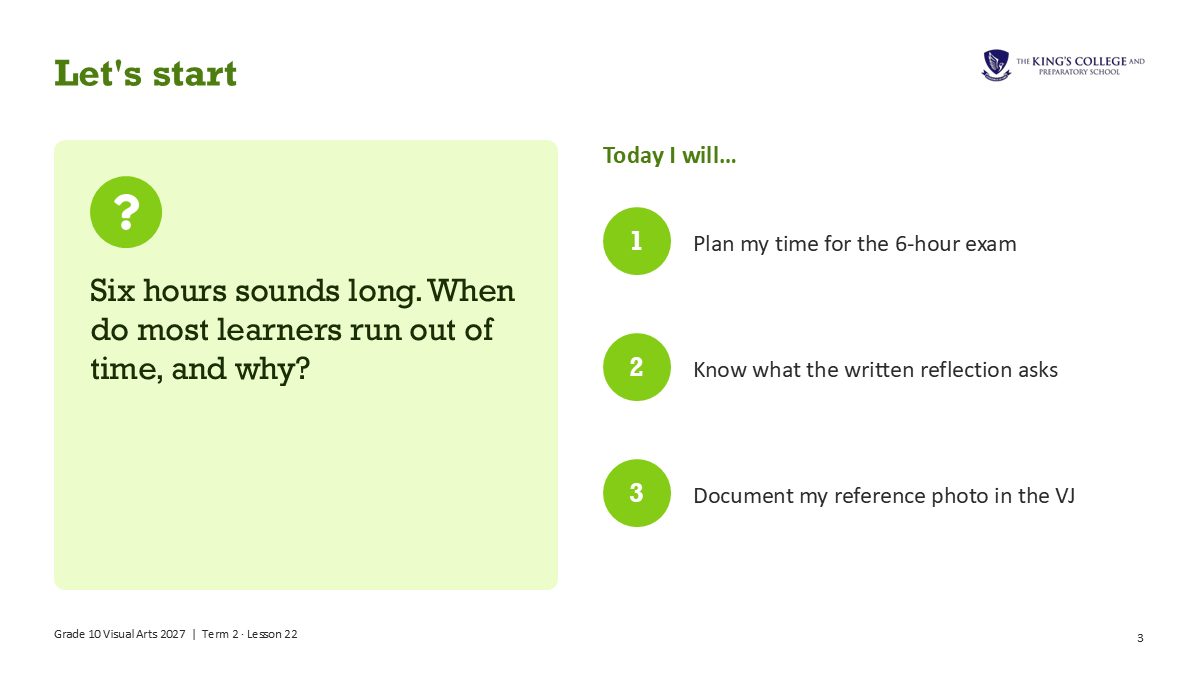 Let's start
THE KING'S COLLEGE AND
PREPARATORY SCHOOL
?
Six hours sounds long. When
do most learners run out of
time, and why?
Today I will...
1
Plan my time for the 6-hour exam
2
Know what the written reflection asks
3
Document my reference photo in the VJ
Grade 10 Visual Arts 2027 | Term 2 · Lesson 22
3